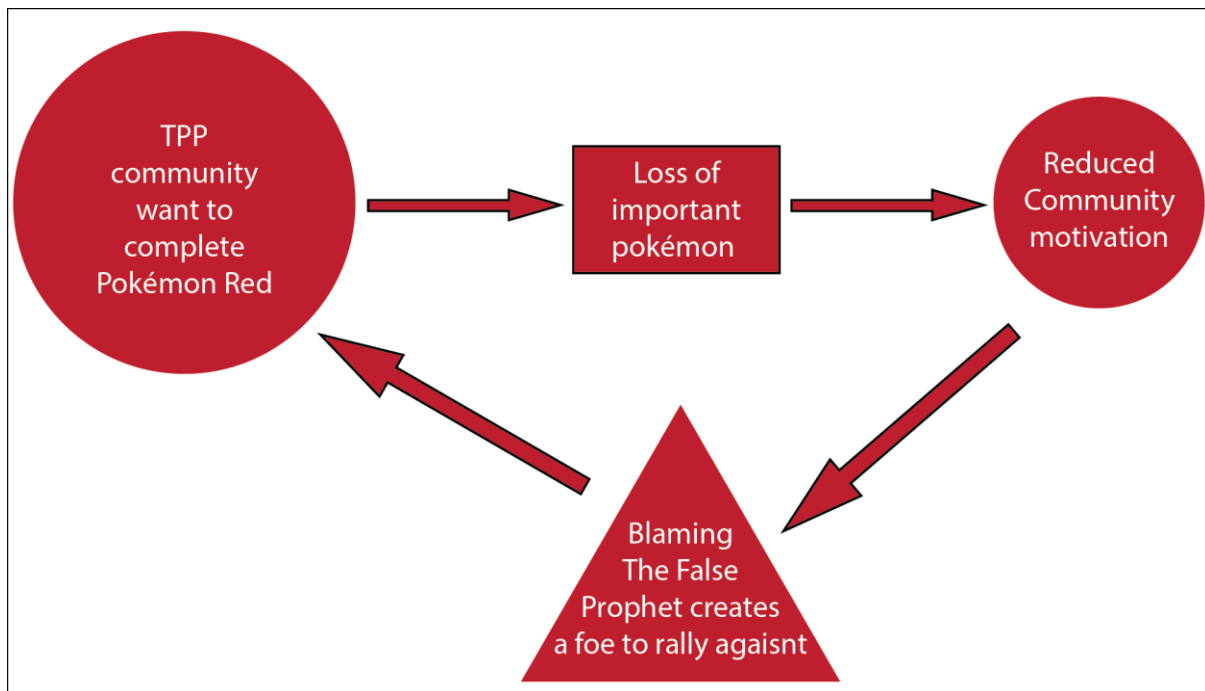 TPP
community
want to
complete
Pokémon Red
Loss of
important
pokémon
Reduced
Community
motivation
Blaming
The False
Prophet creates
a foe to rally agaisnt